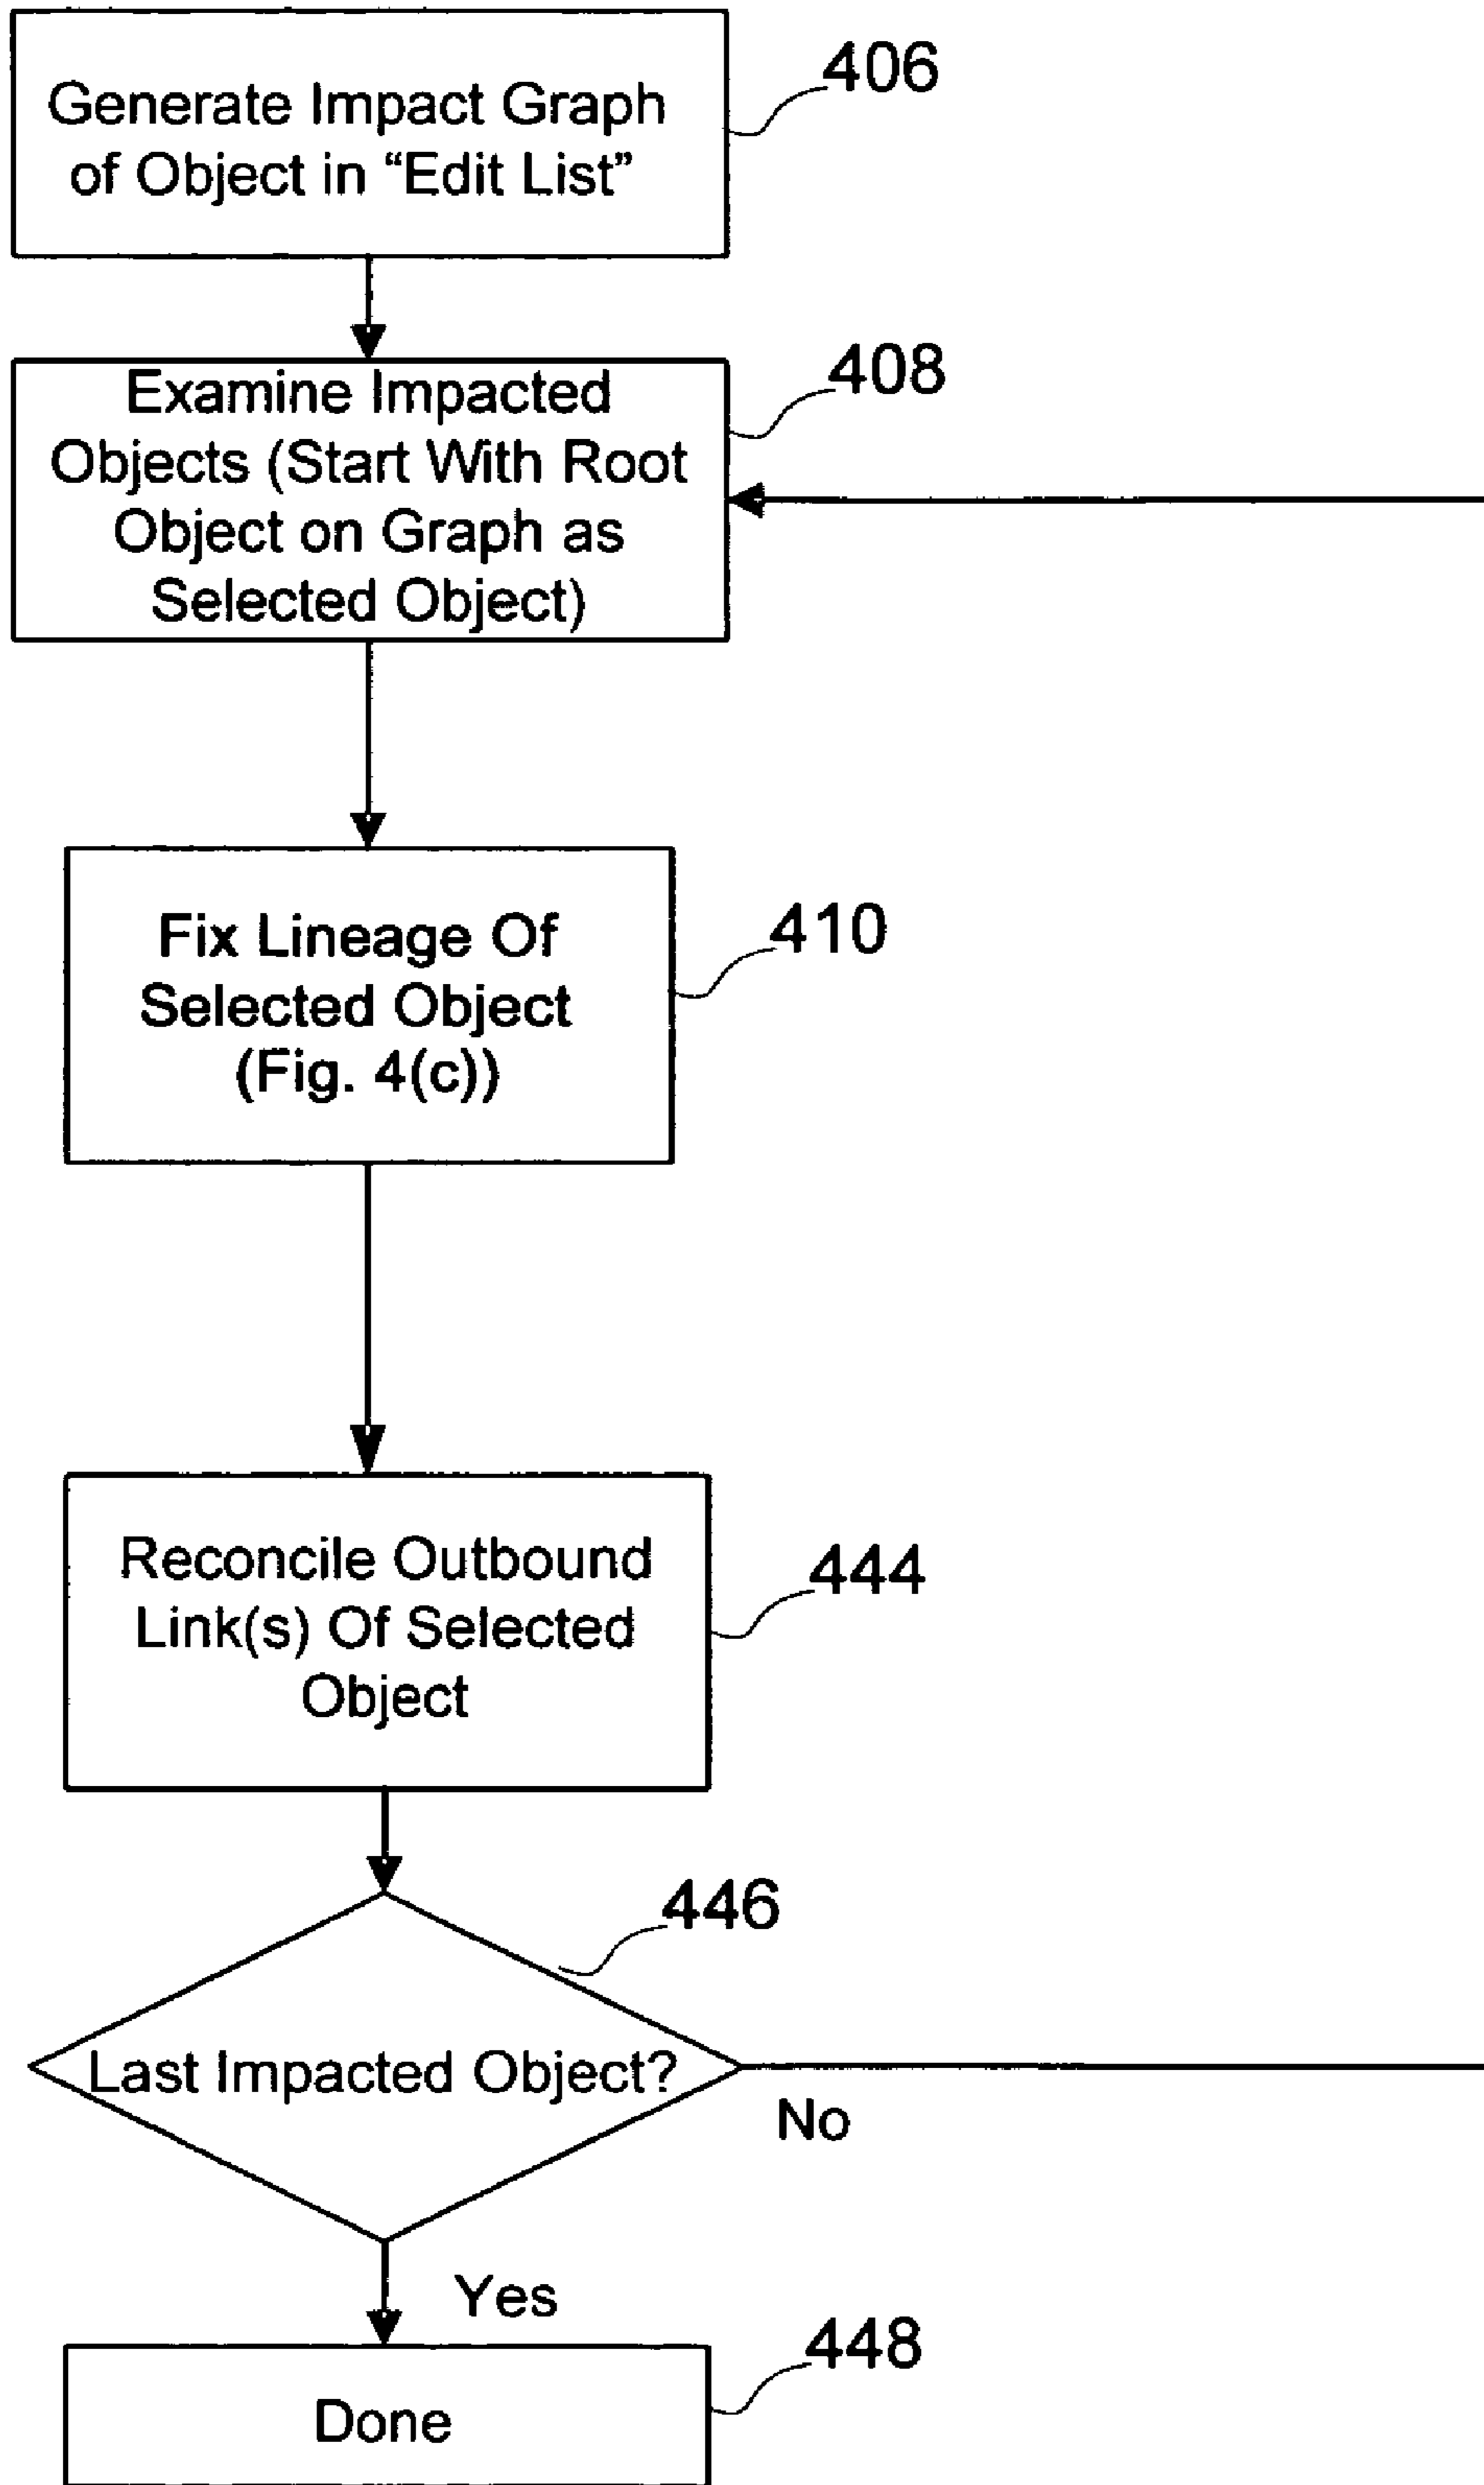 Generate Impact Graph
of Object in “Edit List”
406
Examine Impacted
Objects (Start With Root
Object on Graph as
Selected Object)
408
Fix Lineage Of
Selected Object
(Fig. 4(c))
410
Reconcile Outbound
Link(s) Of Selected
Object
444
446
Last Impacted Object?
No
Yes
448
Done